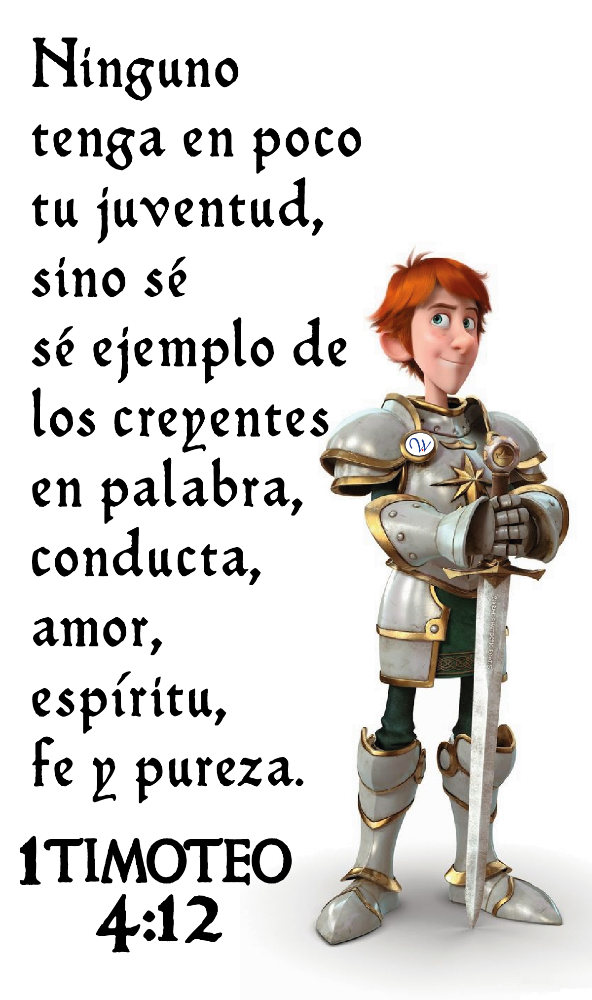 Ninguno
tenga en poco
tu juventud,
sino sé
sé ejemplo de
los creyentes
en palabra,
conducta,
amor,
espíritu,
fe y pureza.
1TIMOTEO
4:12
W